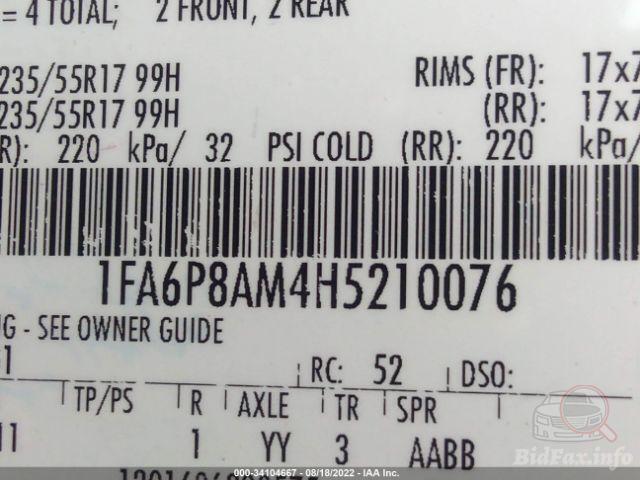 = 4 TOTAL; 2 FRONT, 2 REAR
235/55R17 99H RIMS (FR): 17x7
235/55R17 99H (RR): 17x7
R): 220 kPa/ 32 PSI COLD (RR): 220 kPa/
1FA6P8AM4H5210076
UG - SEE OWNER GUIDE
RC: 52 DSO:
TP/PS R AXLE TR SPR
1 YY 3 AABB
000-34104667 - 08/18/2022 - IAA Inc.
BidFax.info